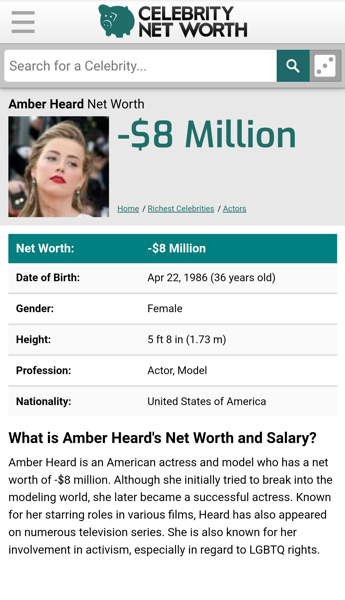 CELEBRITY
NET WORTH
Search for a Celebrity...
Amber Heard Net Worth
-$8 Million
Home / Richest Celebrities / Actors
Net Worth: -$8 Million
Date of Birth: Apr 22, 1986 (36 years old)
Gender: Female
Height: 5 ft 8 in (1.73 m)
Profession: Actor, Model
Nationality: United States of America
What is Amber Heard's Net Worth and Salary?
Amber Heard is an American actress and model who has a net
worth of -$8 million. Although she initially tried to break into the
modeling world, she later became a successful actress. Known
for her starring roles in various films, Heard has also appeared
on numerous television series. She is also known for her
involvement in activism, especially in regard to LGBTQ rights.